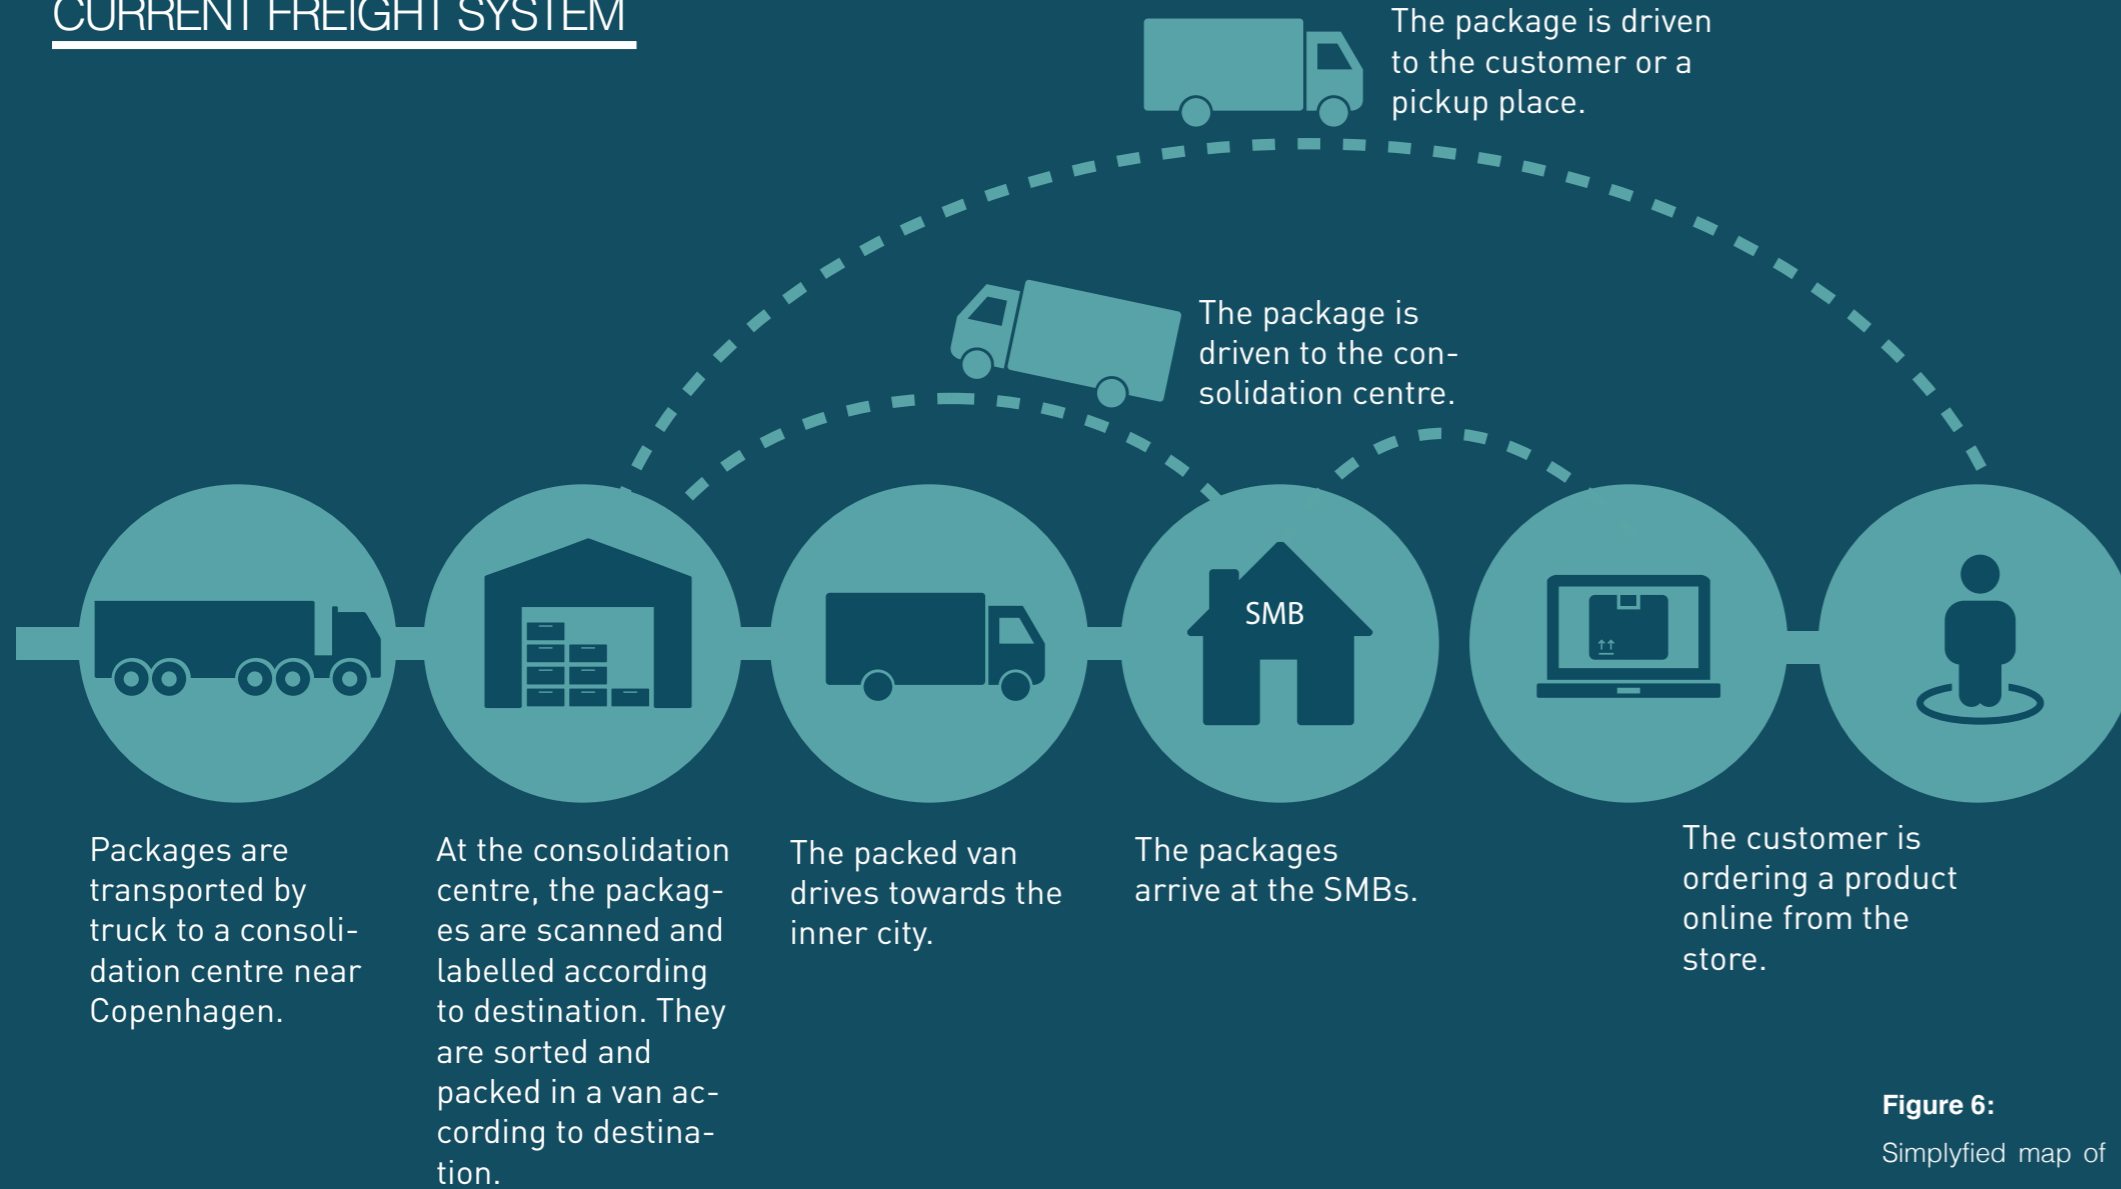 CURRENT FREIGHT SYSTEM
The package is driven
to the customer or a
pickup place.
The package is
driven to the con-
solidation centre.
SMB
Packages are
transported by
truck to a consoli-
dation centre near
Copenhagen.
At the consolidation
centre, the packag-
es are scanned and
labelled according
to destination. They
are sorted and
packed in a van ac-
cording to destina-
tion.
The packed van
drives towards the
inner city.
The packages
arrive at the SMBs.
The customer is
ordering a product
online from the
store.
Figure 6:
Simplyfied map of